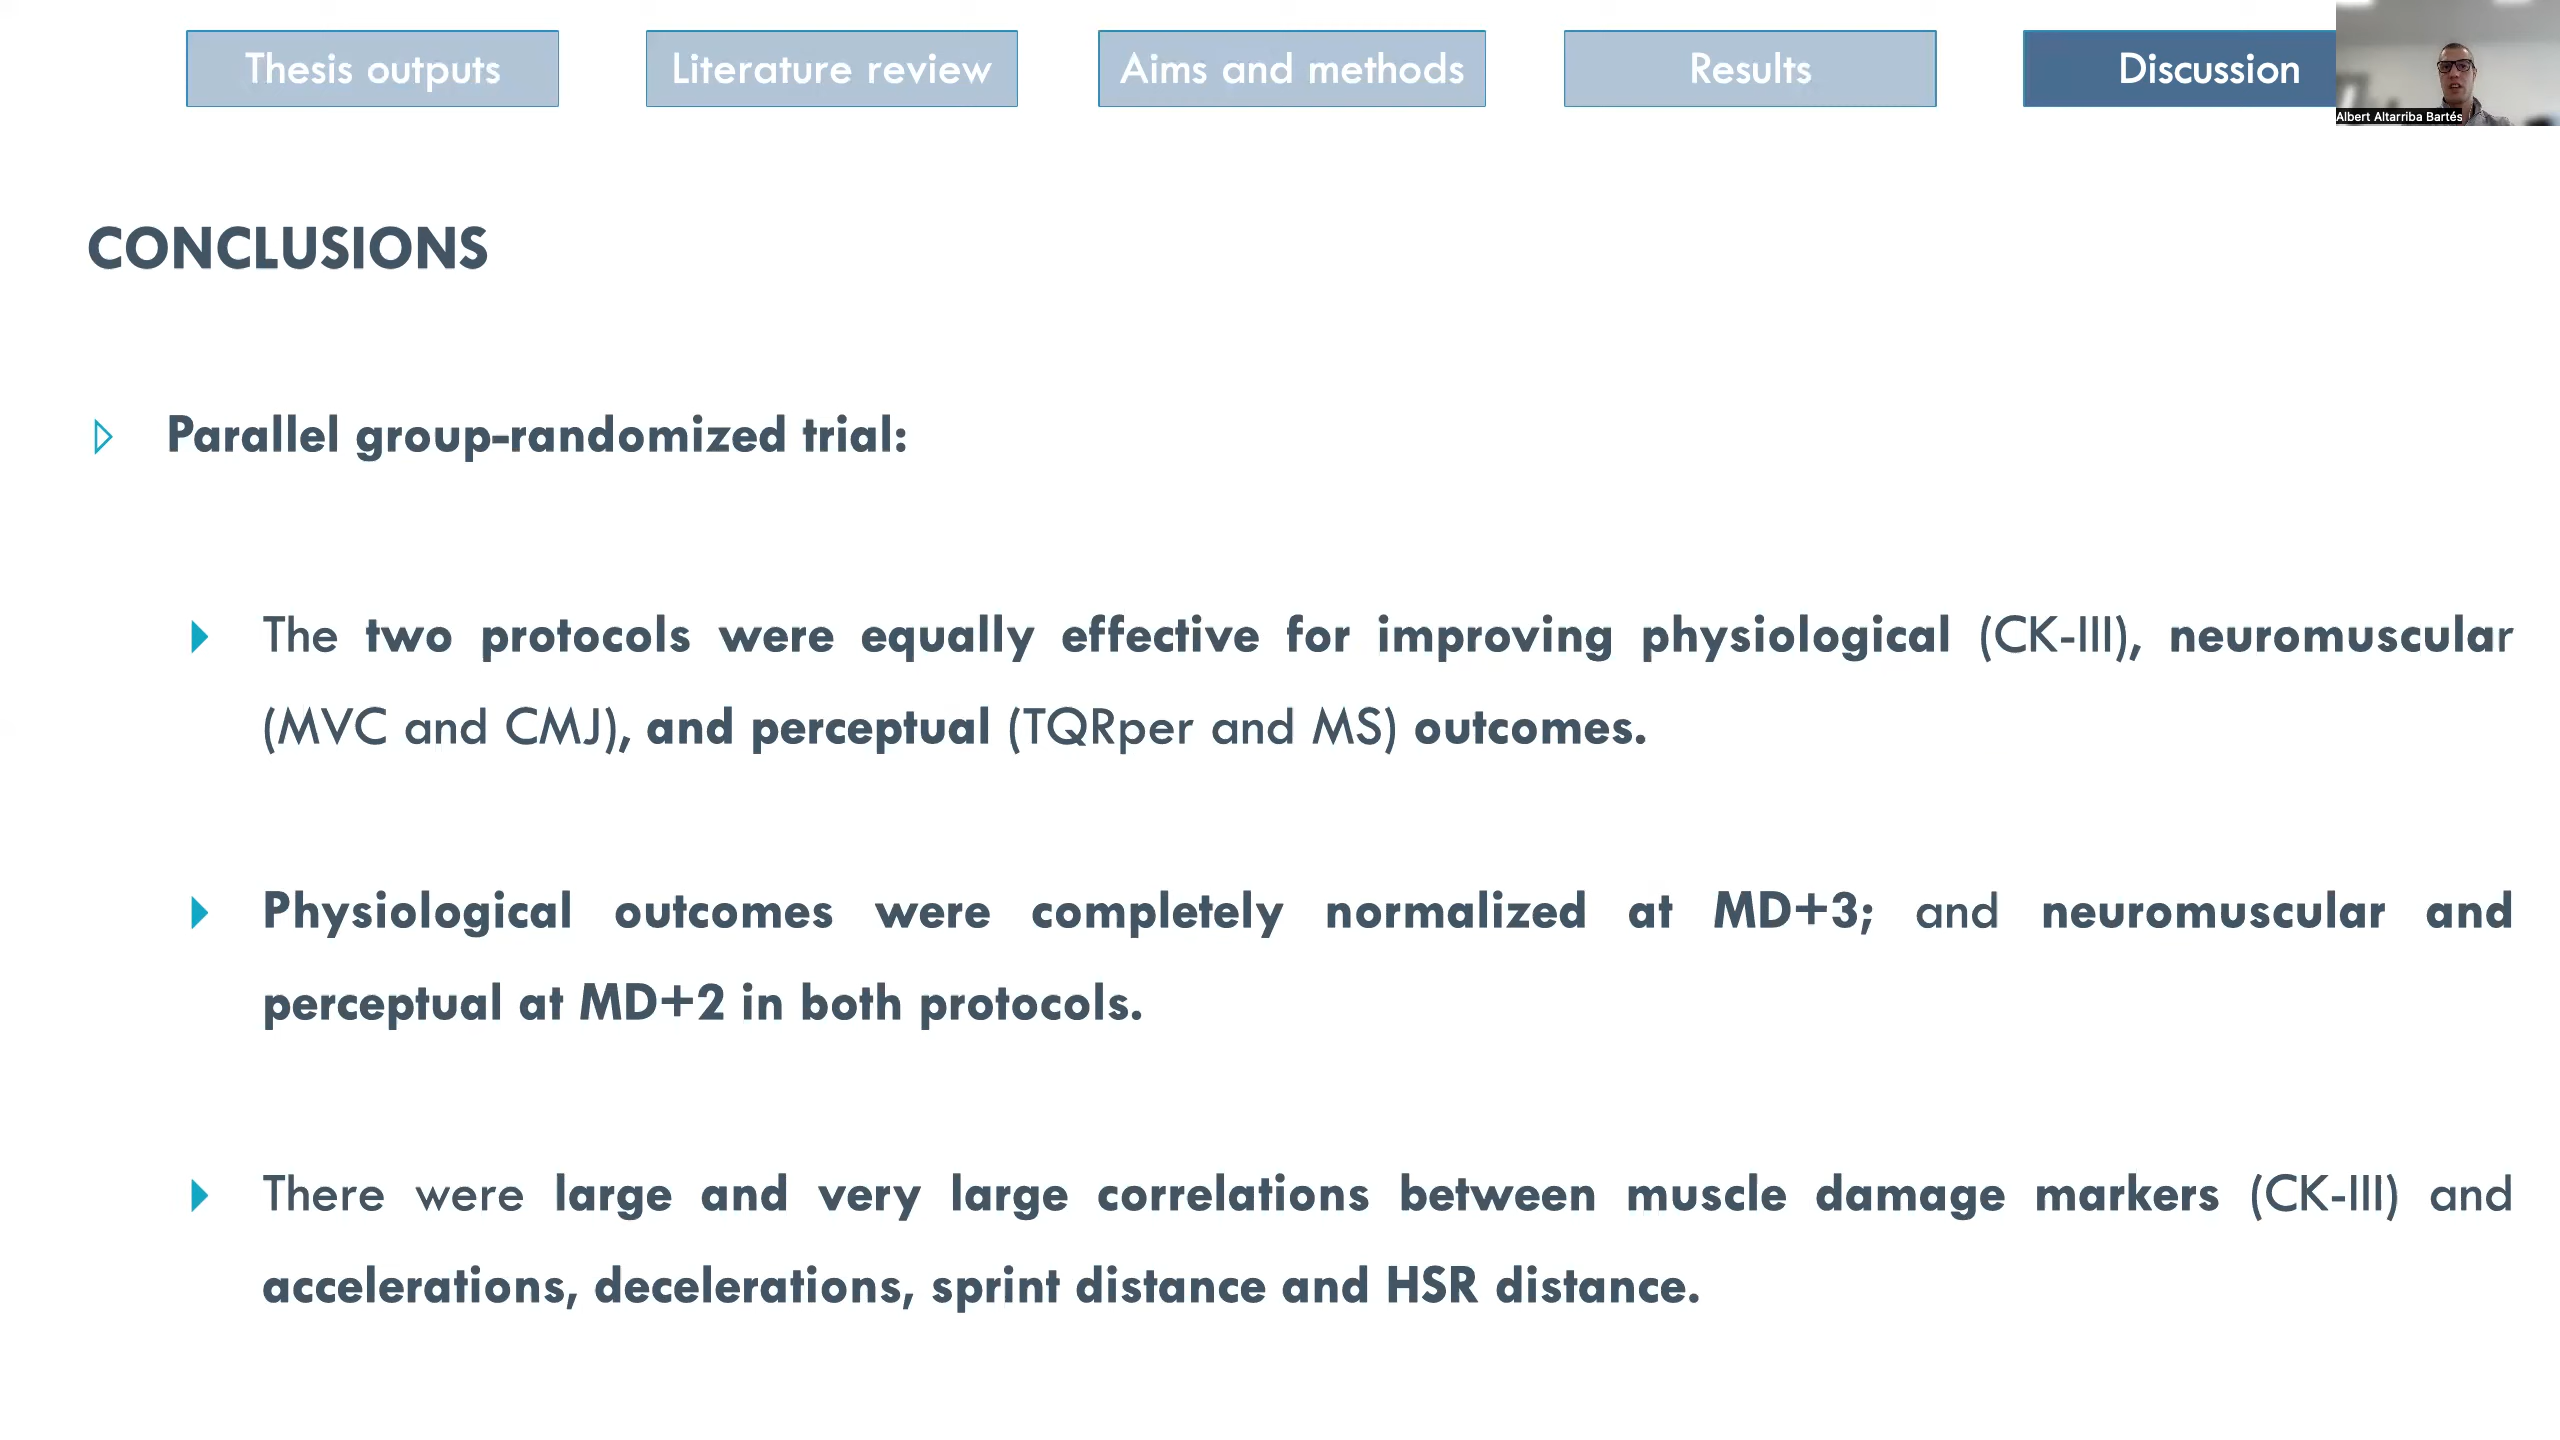 Thesis outputs
Literature review
Aims and methods
Results
Discussion
Albert Altarriba Bartés
CONCLUSIONS
Parallel group-randomized trial:
The two protocols were equally effective for improving physiological (CK-III), neuromuscular
(MVC and CMJ), and perceptual (TQRper and MS) outcomes.
Physiological outcomes were completely normalized at MD+3; and neuromuscular and
perceptual at MD+2 in both protocols.
There were large and very large correlations between muscle damage markers (CK-III) and
accelerations, decelerations, sprint distance and HSR distance.